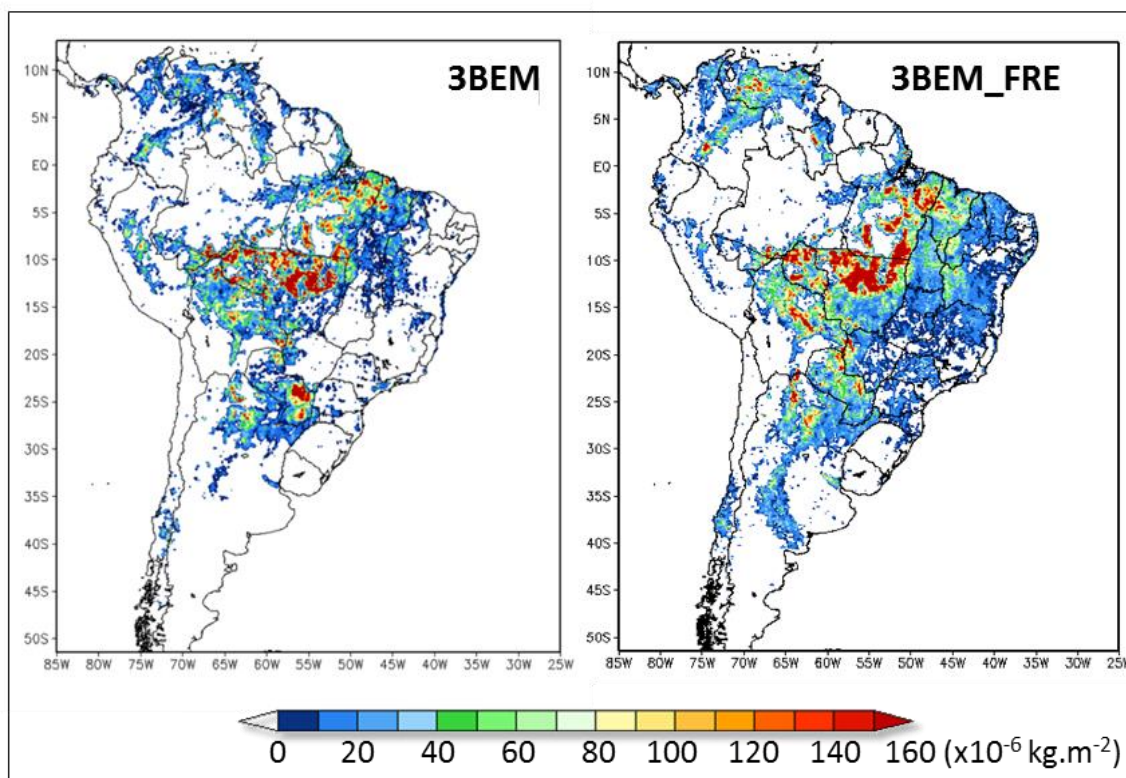 3BEM
3BEM_FRE
10N
5N
EQ
5S
10S
15S
20S
25S
30S
35S
40S
45S
50S
85W 80W 75W 70W 65W 60W 55W 50W 45W 40W 35W 30W 25W
10N
5N
EQ
5S
10S
15S
20S
25S
30S
35S
40S
45S
50S
85W 80W 75W 70W 65W 60W 55W 50W 45W 40W 35W 30W 25W
0 20 40 60 80 100 120 140 160 (x10⁻⁶ kg.m⁻²)